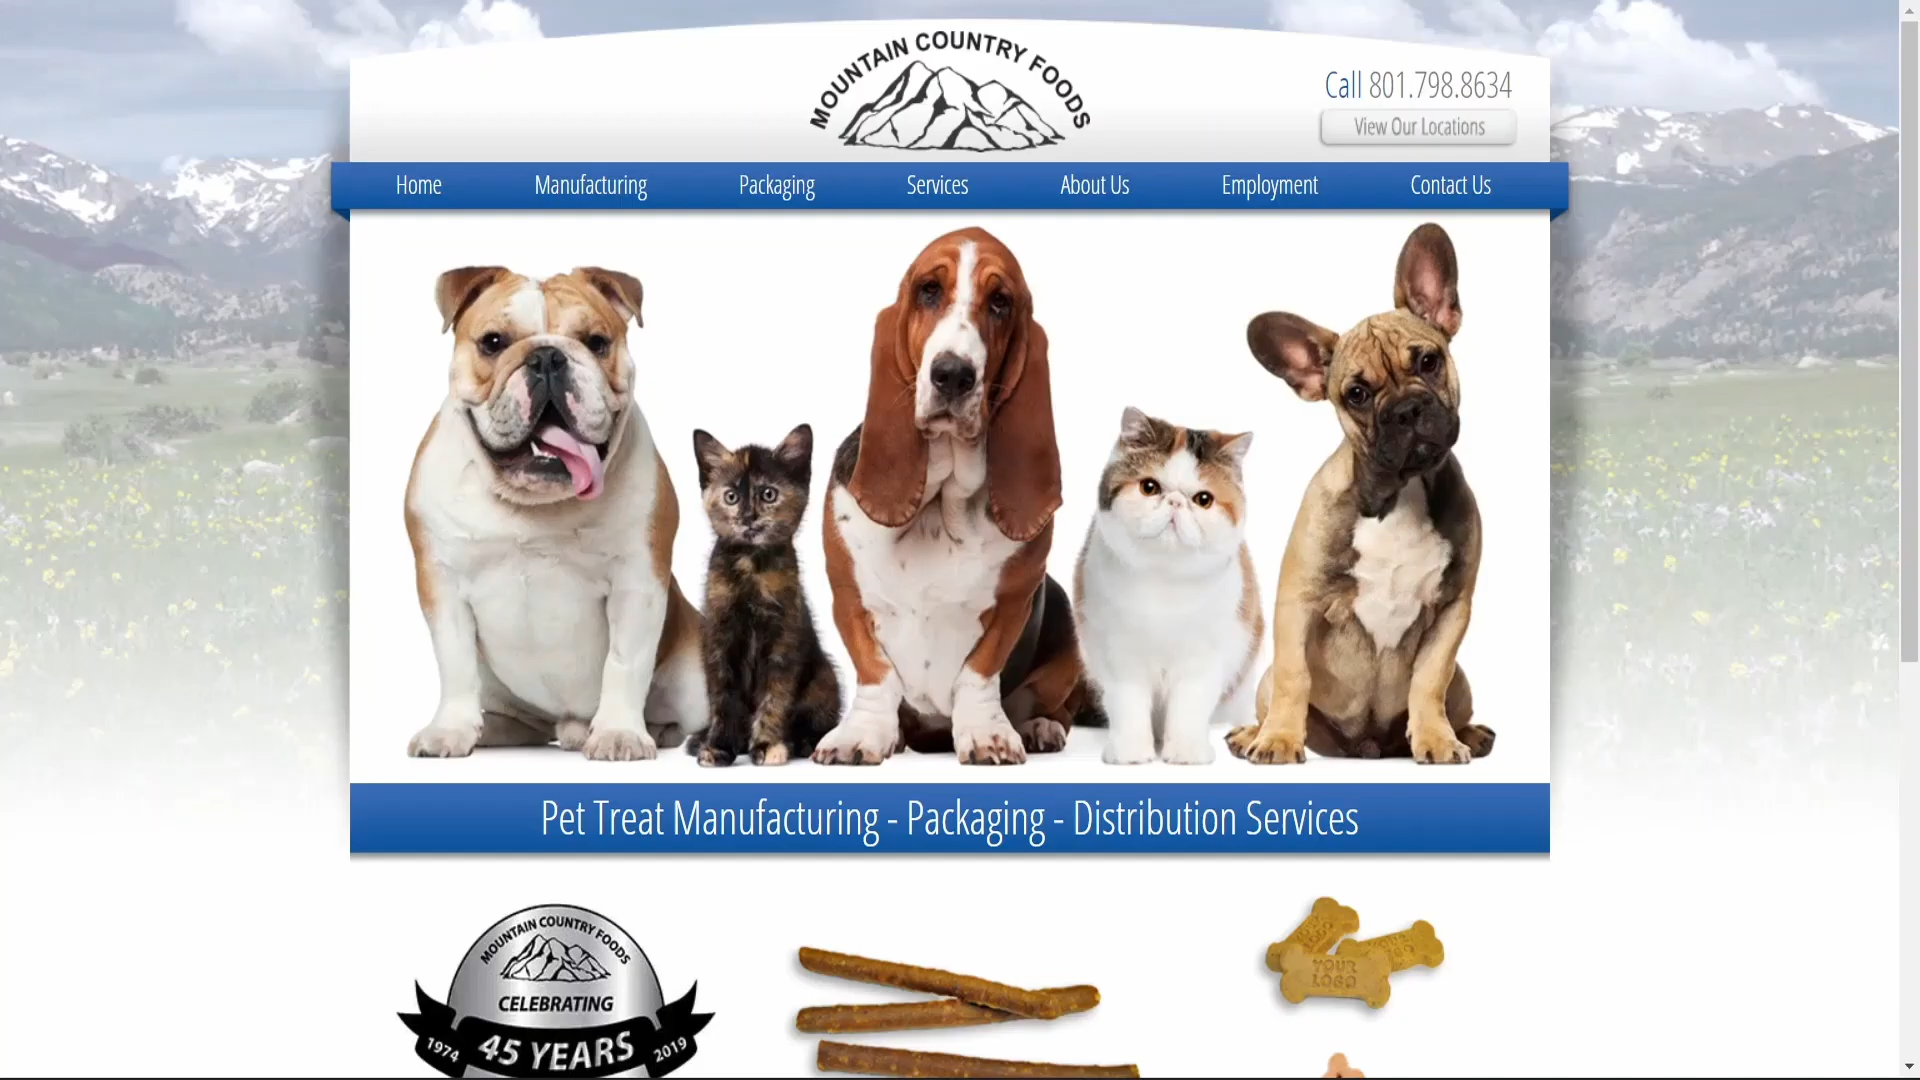 MOUNTAIN COUNTRY FOODS
Call 801.798.8634
View Our Locations
Home Manufacturing Packaging Services About Us Employment Contact Us
Pet Treat Manufacturing - Packaging - Distribution Services
MOUNTAIN COUNTRY FOODS
CELEBRATING
1974 45 YEARS 2019
YOUR
LOGO